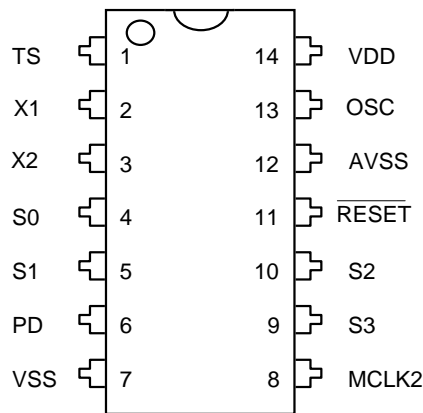 TS 1 14 VDD
X1 2 13 OSC
X2 3 12 AVSS
S0 4 11 RESET
S1 5 10 S2
PD 6 9 S3
VSS 7 8 MCLK2